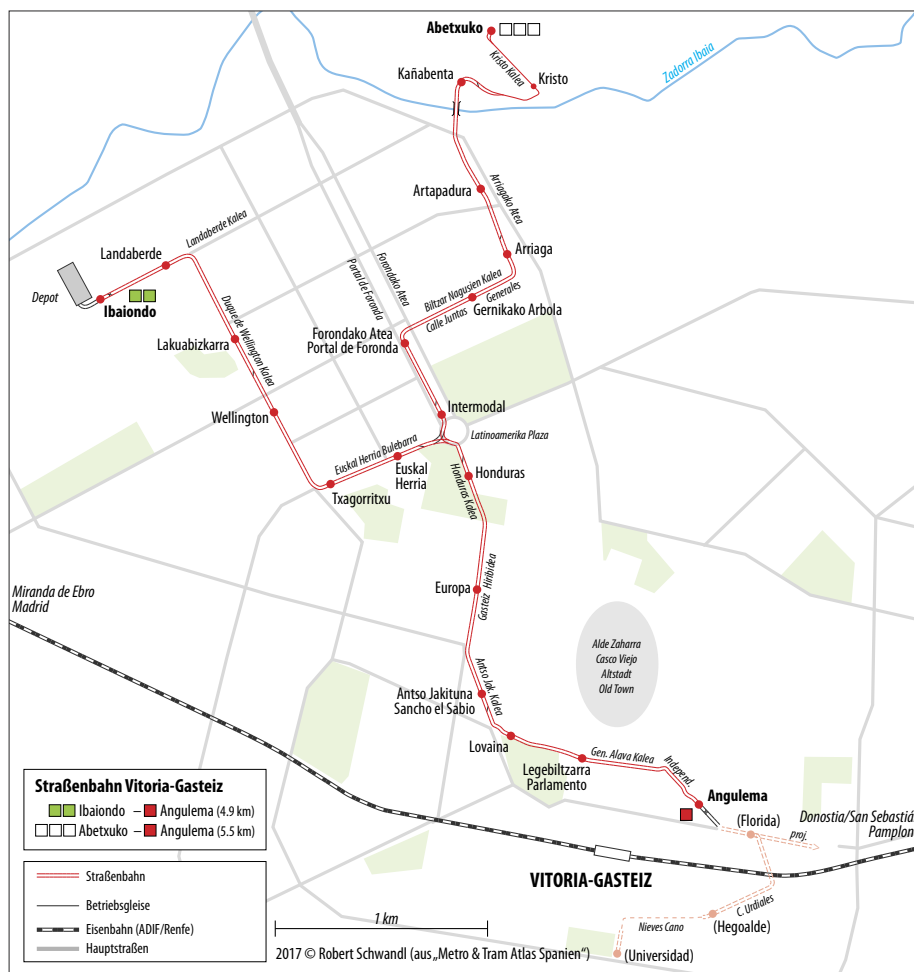 Abetxuko
Kristo Kalea
Kristo
Kañabenta
Zadorra Ibaia
Artapadura
Arriagako Atea
Arriaga
Landaberde Kalea
Landaberde
Depot
Ibaiondo
Portal de Foronda
Forondako Atea
Biltzar Nagusien Kalea
Calle Juntas Generales
Gernikako Arbola
Forondako Atea
Portal de Foronda
Duque de Wellington Kalea
Lakuabizkarra
Wellington
Intermodal
Latinoamerika Plaza
Euskal Herria Bulebarra
Euskal
Herria
Txagorritxu
Honduras
Honduras Kalea
Europa
Gasteiz Hiribidea
Miranda de Ebro
Madrid
Alde Zaharra
Casco Viejo
Altstadt
Old Town
Antso Jak. Kalea
Antso Jakituna
Sancho el Sabio
Lovaina
Legebiltzarra
Parlamento
Gen. Alava Kalea
Independ.
Angulema
(Florida)
proj.
Donostia/San Sebastiá
Pamplon
VITORIA-GASTEIZ
C. Urdiales
(Hegoalde)
Nieves Cano
(Universidad)
Straßenbahn Vitoria-Gasteiz
Ibaiondo – Angulema (4.9 km)
Abetxuko – Angulema (5.5 km)
Straßenbahn
Betriebsgleise
Eisenbahn (ADIF/Renfe)
Hauptstraßen
1 km
2017 © Robert Schwandl (aus „Metro & Tram Atlas Spanien“)